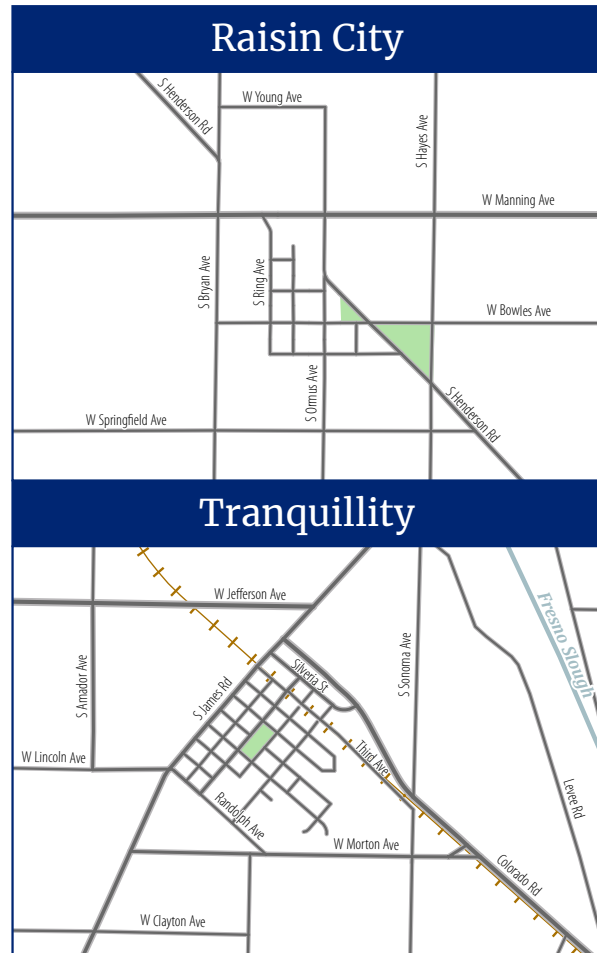 Raisin City
S Henderson Rd
W Young Ave
S Hayes Ave
W Manning Ave
S Bryan Ave
S Ring Ave
W Bowles Ave
S Ormus Ave
W Springfield Ave
S Henderson Rd
Tranquillity
W Jefferson Ave
Fresno Slough
S Amador Ave
Silveria St
S Sonoma Ave
S James Rd
W Lincoln Ave
Third Ave
Levee Rd
Randolph Ave
W Morton Ave
Colorado Rd
W Clayton Ave